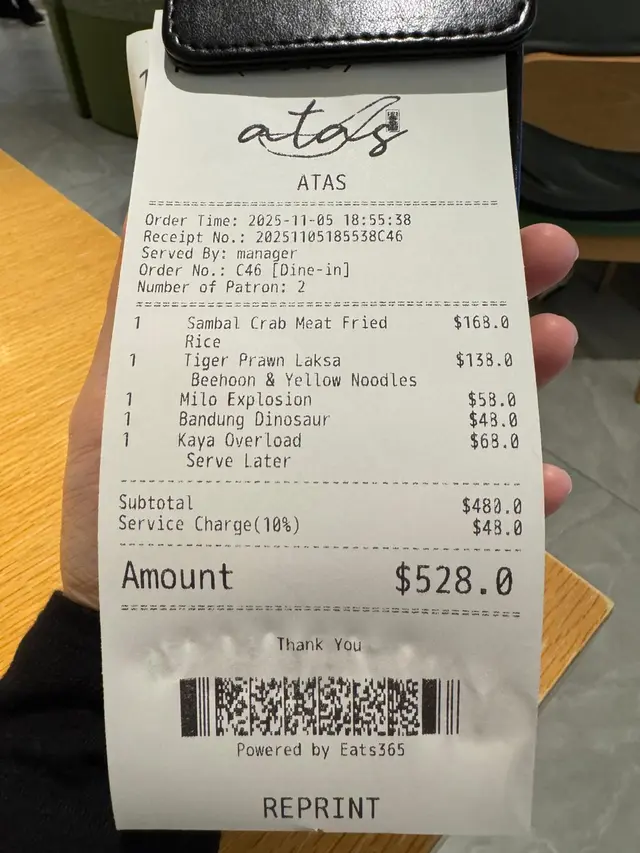 atas
ATAS
Order Time: 2025-11-05 18:55:38
Receipt No.: 20251105185538C46
Served By: manager
Order No.: C46 [Dine-in]
Number of Patron: 2
1 Sambal Crab Meat Fried $168.0
Rice
1 Tiger Prawn Laksa $138.0
Beehoon & Yellow Noodles
1 Milo Explosion $58.0
1 Bandung Dinosaur $48.0
1 Kaya Overload $68.0
Serve Later
Subtotal $480.0
Service Charge(10%) $48.0
Amount $528.0
Thank You
Powered by Eats365
REPRINT